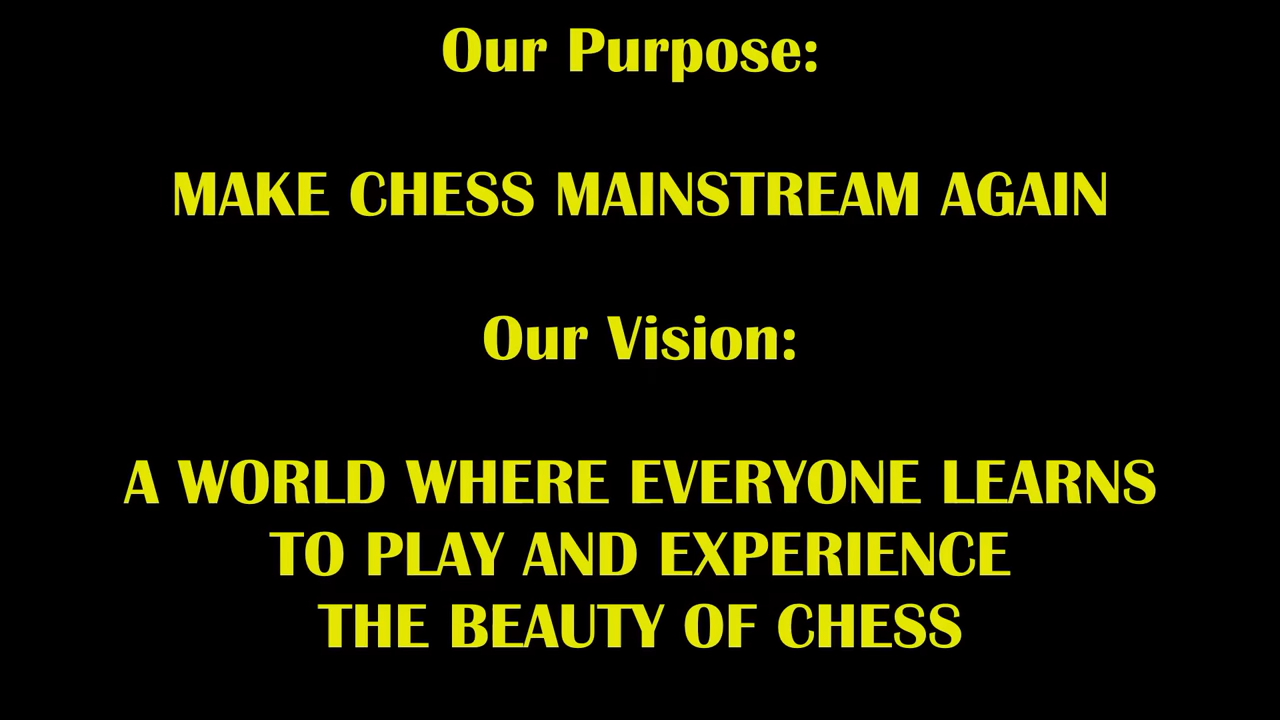 Our Purpose:
MAKE CHESS MAINSTREAM AGAIN
Our Vision:
A WORLD WHERE EVERYONE LEARNS
TO PLAY AND EXPERIENCE
THE BEAUTY OF CHESS